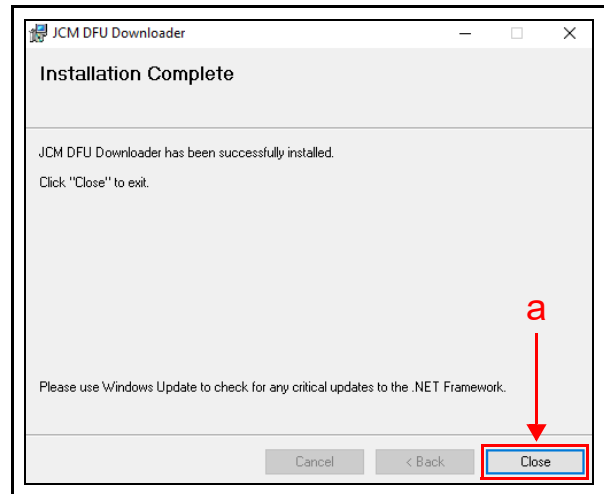 JCM DFU Downloader
Installation Complete
JCM DFU Downloader has been successfully installed.
Click "Close" to exit.
a
Please use Windows Update to check for any critical updates to the .NET Framework.
Cancel
< Back
Close